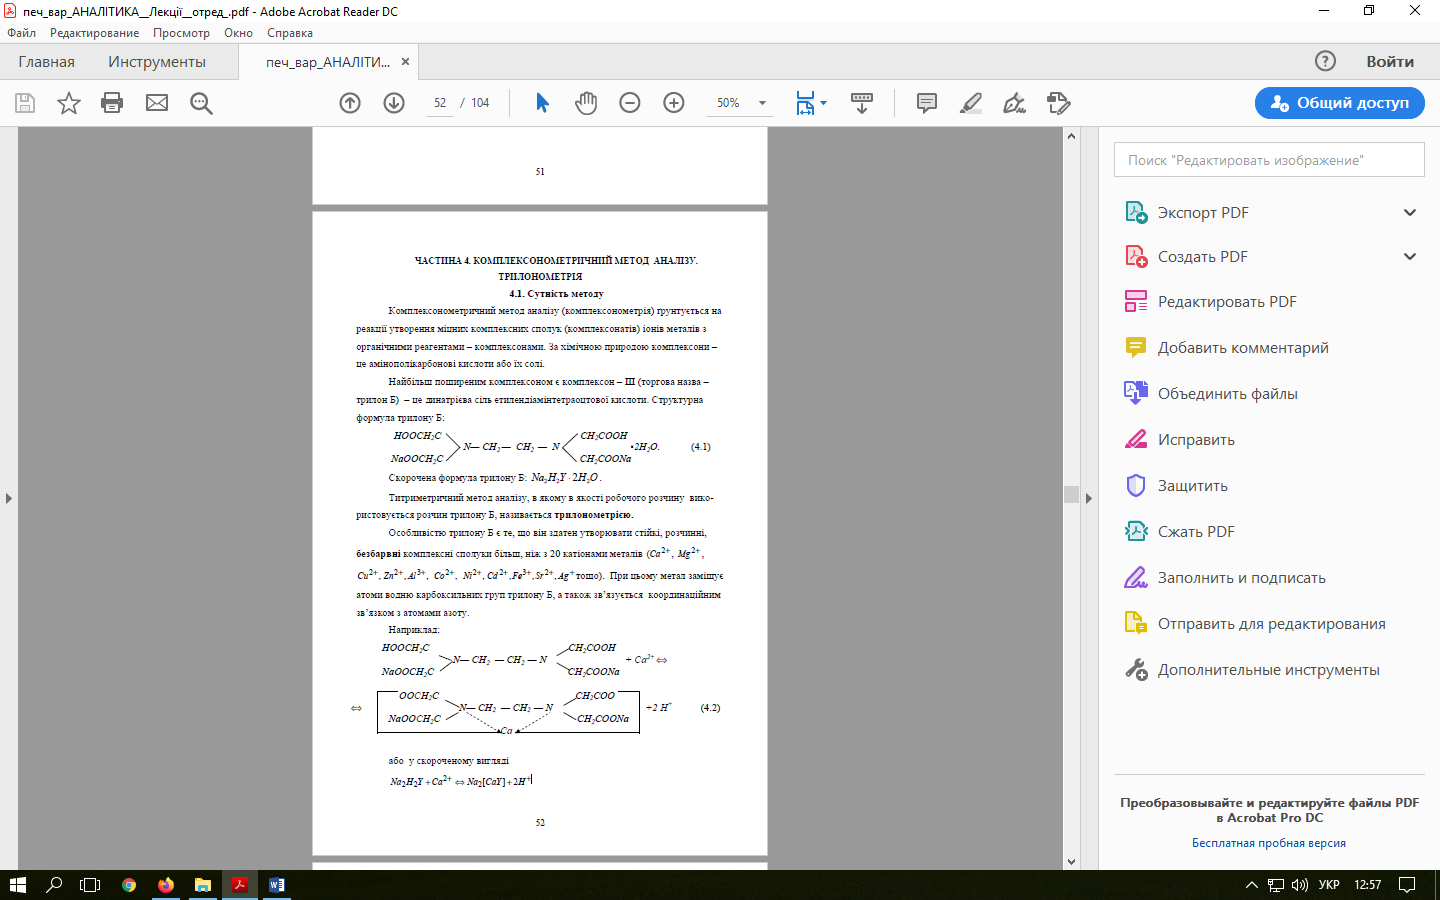 печ_вар_АНАЛІТИКА__Лекції__отред_.pdf - Adobe Acrobat Reader DC
Файл Редактирование Просмотр Окно Справка
Главная Инструменты печ_вар_АНАЛІТИ... × Войти
52 / 104 50% Общий доступ
51
ЧАСТИНА 4. КОМПЛЕКСОНОМЕТРИЧНИЙ МЕТОД АНАЛІЗУ.
ТРИЛОНОМЕТРІЯ
4.1. Сутність методу
Комплексонометричний метод аналізу (комплексонометрія) ґрунтується на
реакції утворення міцних комплексних сполук (комплексонатів) іонів металів з
органічними реагентами – комплексонами. За хімічною природою комплексони –
це амінополікарбонові кислоти або їх солі.
Найбільш поширеним комплексоном є комплексон – III (торгова назва –
трилон Б) – це динатрієва сіль етилендіамінтетраоцтової кислоти. Структурна
формула трилону Б:
HOOCH₂C CH₂COOH
N— CH₂ — CH₂ — N •2H₂O. (4.1)
NaOOCH₂C CH₂COONa
Скорочена формула трилону Б: Na₂H₂Y · 2H₂O .
Титриметричний метод аналізу, в якому в якості робочого розчину вико-
ристовується розчин трилону Б, називається трилонометрією.
Особливістю трилону Б є те, що він здатен утворювати стійкі, розчинні,
безбарвні комплексні сполуки більш, ніж з 20 катіонами металів (Ca²⁺, Mg²⁺,
Cu²⁺, Zn²⁺, Al³⁺, Co²⁺, Ni²⁺, Cd²⁺, Fe³⁺, Sr²⁺, Ag⁺ тощо). При цьому метал заміщує
атоми водню карбоксильних груп трилону Б, а також зв’язується координаційним
зв’язком з атомами азоту.
Наприклад:
HOOCH₂C CH₂COOH
N— CH₂ — CH₂ — N + Ca²⁺ ⇔
NaOOCH₂C CH₂COONa
OOCH₂C CH₂COO
⇔ N— CH₂ — CH₂ — N +2 H⁺ (4.2)
NaOOCH₂C CH₂COONa
Ca
або у скороченому вигляді
Na₂H₂Y + Ca²⁺ ⇔ Na₂[CaY] + 2H⁺
52
Поиск "Редактировать изображение"
Экспорт PDF
Создать PDF
Редактировать PDF
Добавить комментарий
Объединить файлы
Исправить
Защитить
Сжать PDF
Заполнить и подписать
Отправить для редактирования
Дополнительные инструменты
Преобразовывайте и редактируйте файлы PDF
в Acrobat Pro DC
Бесплатная пробная версия
УКР 12:57